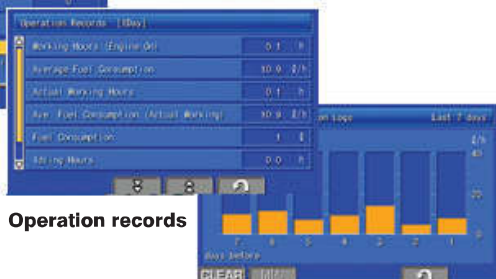 Operation Records [1Day]
Working Hours (Engine On) 0.1 h
Average Fuel Consumption 10.9 ℓ/h
Actual Working Hours 0.1 h
Ave. Fuel Consumption (Actual Working) 10.9 ℓ/h
Fuel Consumption 1 ℓ
Idling Hours 0.0 h
Operation records
Last 7 days
ℓ/h
40
20
0
7 6 5 4 3 2 1
days before
CLEAR